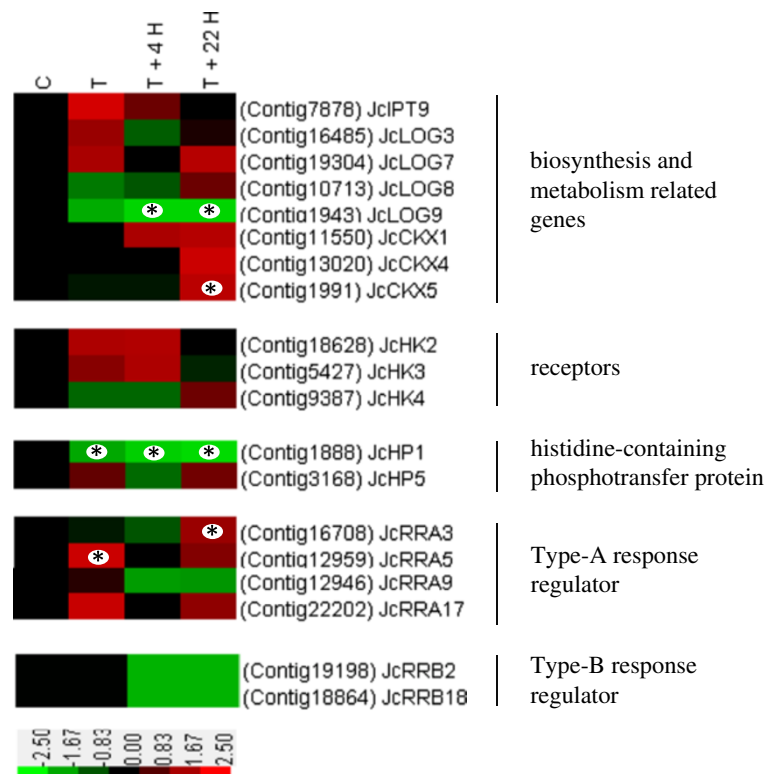 C
T
T + 4 H
T + 22 H
(Contig7878) JcIPT9
(Contig16485) JcLOG3
(Contig19304) JcLOG7
(Contig10713) JcLOG8
* * (Contig1943) JcLOG9
(Contig11550) JcCKX1
(Contig13020) JcCKX4
* (Contig1991) JcCKX5
biosynthesis and
metabolism related
genes
(Contig18628) JcHK2
(Contig5427) JcHK3
(Contig9387) JcHK4
receptors
* * * (Contig1888) JcHP1
(Contig3168) JcHP5
histidine-containing
phosphotransfer protein
* (Contig16708) JcRRA3
* (Contig12959) JcRRA5
(Contig12946) JcRRA9
(Contig22202) JcRRA17
Type-A response
regulator
(Contig19198) JcRRB2
(Contig18864) JcRRB18
Type-B response
regulator
-2.50
-1.67
-0.83
0.00
0.83
1.67
2.50